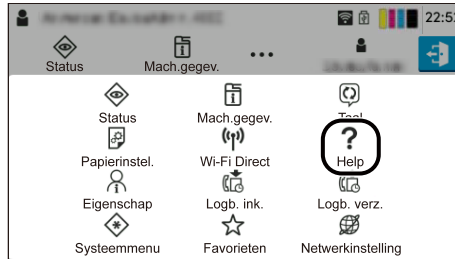 22:5
Status Mach.gegev. •••
Status Mach.gegev.
Papierinstel. Wi-Fi Direct Help
Eigenschap Logb. ink. Logb. verz.
Systeemmenu Favorieten Netwerkinstelling